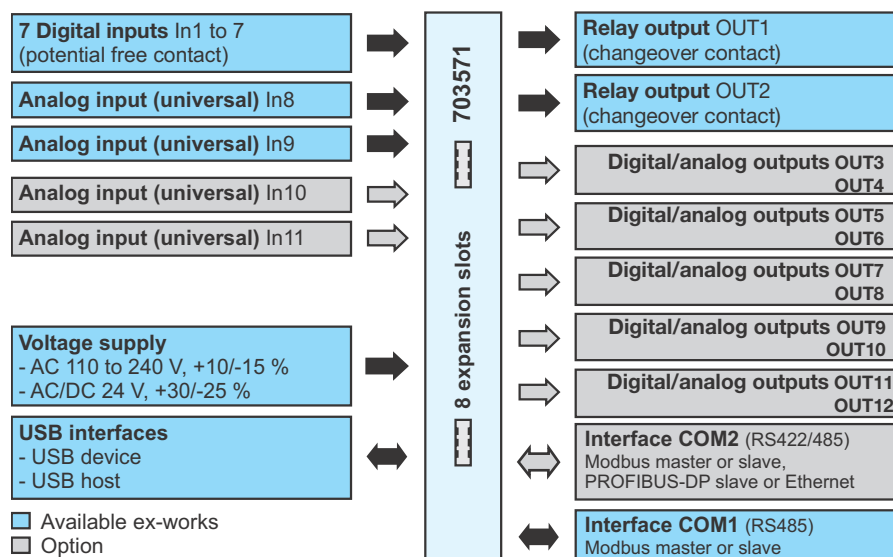 7 Digital inputs In1 to 7
(potential free contact)
Analog input (universal) In8
Analog input (universal) In9
Analog input (universal) In10
Analog input (universal) In11
Voltage supply
- AC 110 to 240 V, +10/-15 %
- AC/DC 24 V, +30/-25 %
USB interfaces
- USB device
- USB host
Available ex-works
Option
703571
8 expansion slots
Relay output OUT1
(changeover contact)
Relay output OUT2
(changeover contact)
Digital/analog outputs OUT3
OUT4
Digital/analog outputs OUT5
OUT6
Digital/analog outputs OUT7
OUT8
Digital/analog outputs OUT9
OUT10
Digital/analog outputs OUT11
OUT12
Interface COM2 (RS422/485)
Modbus master or slave,
PROFIBUS-DP slave or Ethernet
Interface COM1 (RS485)
Modbus master or slave